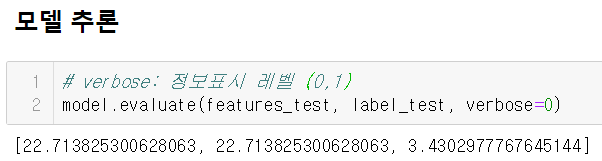 모델 추론
1 # verbose: 정보표시 레벨 (0,1)
2 model.evaluate(features_test, label_test, verbose=0)
[22.713825300628063, 22.713825300628063, 3.4302977767645144]